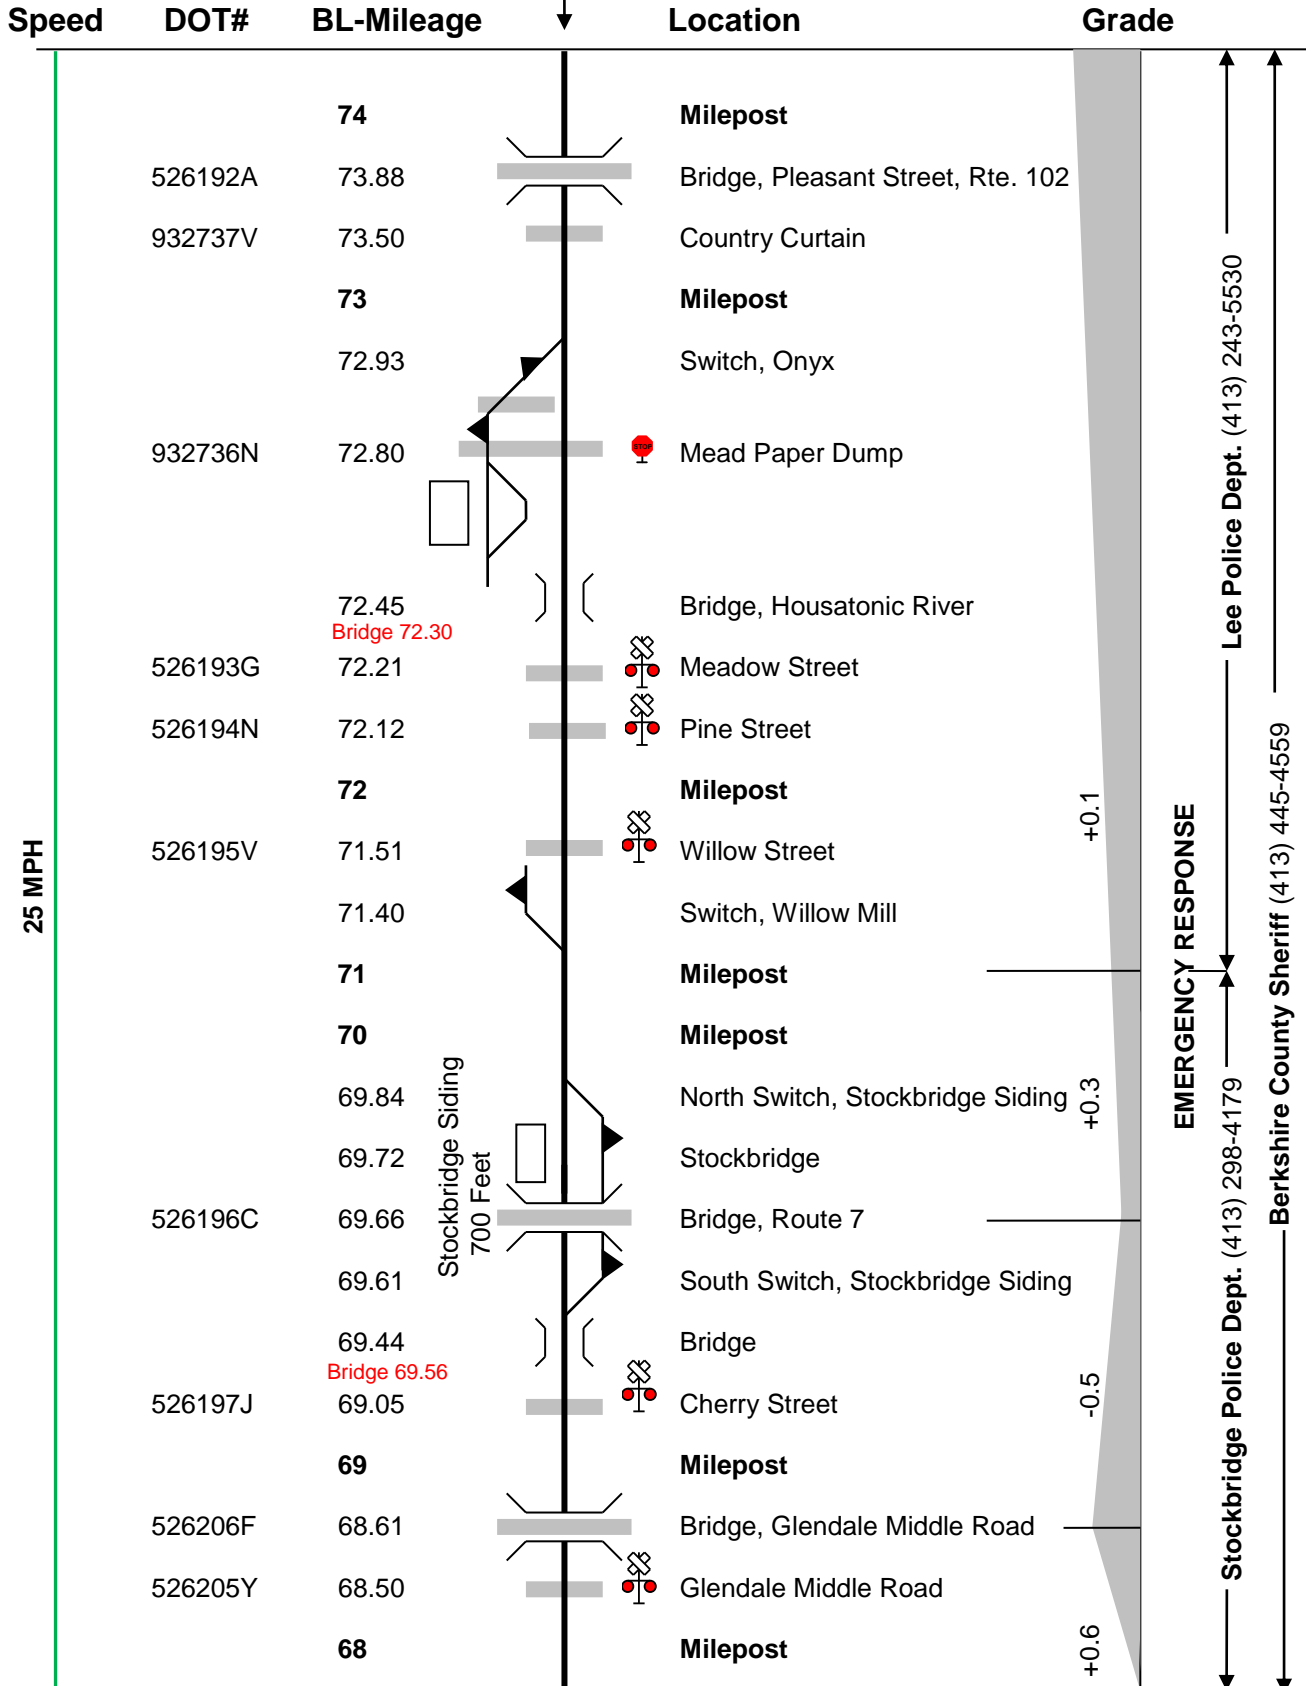 Speed DOT# BL-Mileage Location Grade
74 Milepost
526192A 73.88 Bridge, Pleasant Street, Rte. 102
932737V 73.50 Country Curtain
73 Milepost
72.93 Switch, Onyx
932736N 72.80 STOP Mead Paper Dump
72.45 Bridge, Housatonic River
Bridge 72.30
526193G 72.21 Meadow Street
526194N 72.12 Pine Street
72 Milepost
526195V 71.51 Willow Street
71.40 Switch, Willow Mill
71 Milepost
70 Milepost
69.84 North Switch, Stockbridge Siding
69.72 Stockbridge
526196C 69.66 Bridge, Route 7
69.61 South Switch, Stockbridge Siding
69.44 Bridge
Bridge 69.56
526197J 69.05 Cherry Street
69 Milepost
526206F 68.61 Bridge, Glendale Middle Road
526205Y 68.50 Glendale Middle Road
68 Milepost
25 MPH
Stockbridge Siding
700 Feet
+0.1
+0.3
-0.5
+0.6
EMERGENCY RESPONSE
Lee Police Dept. (413) 243-5530
Stockbridge Police Dept. (413) 298-4179
Berkshire County Sheriff (413) 445-4559